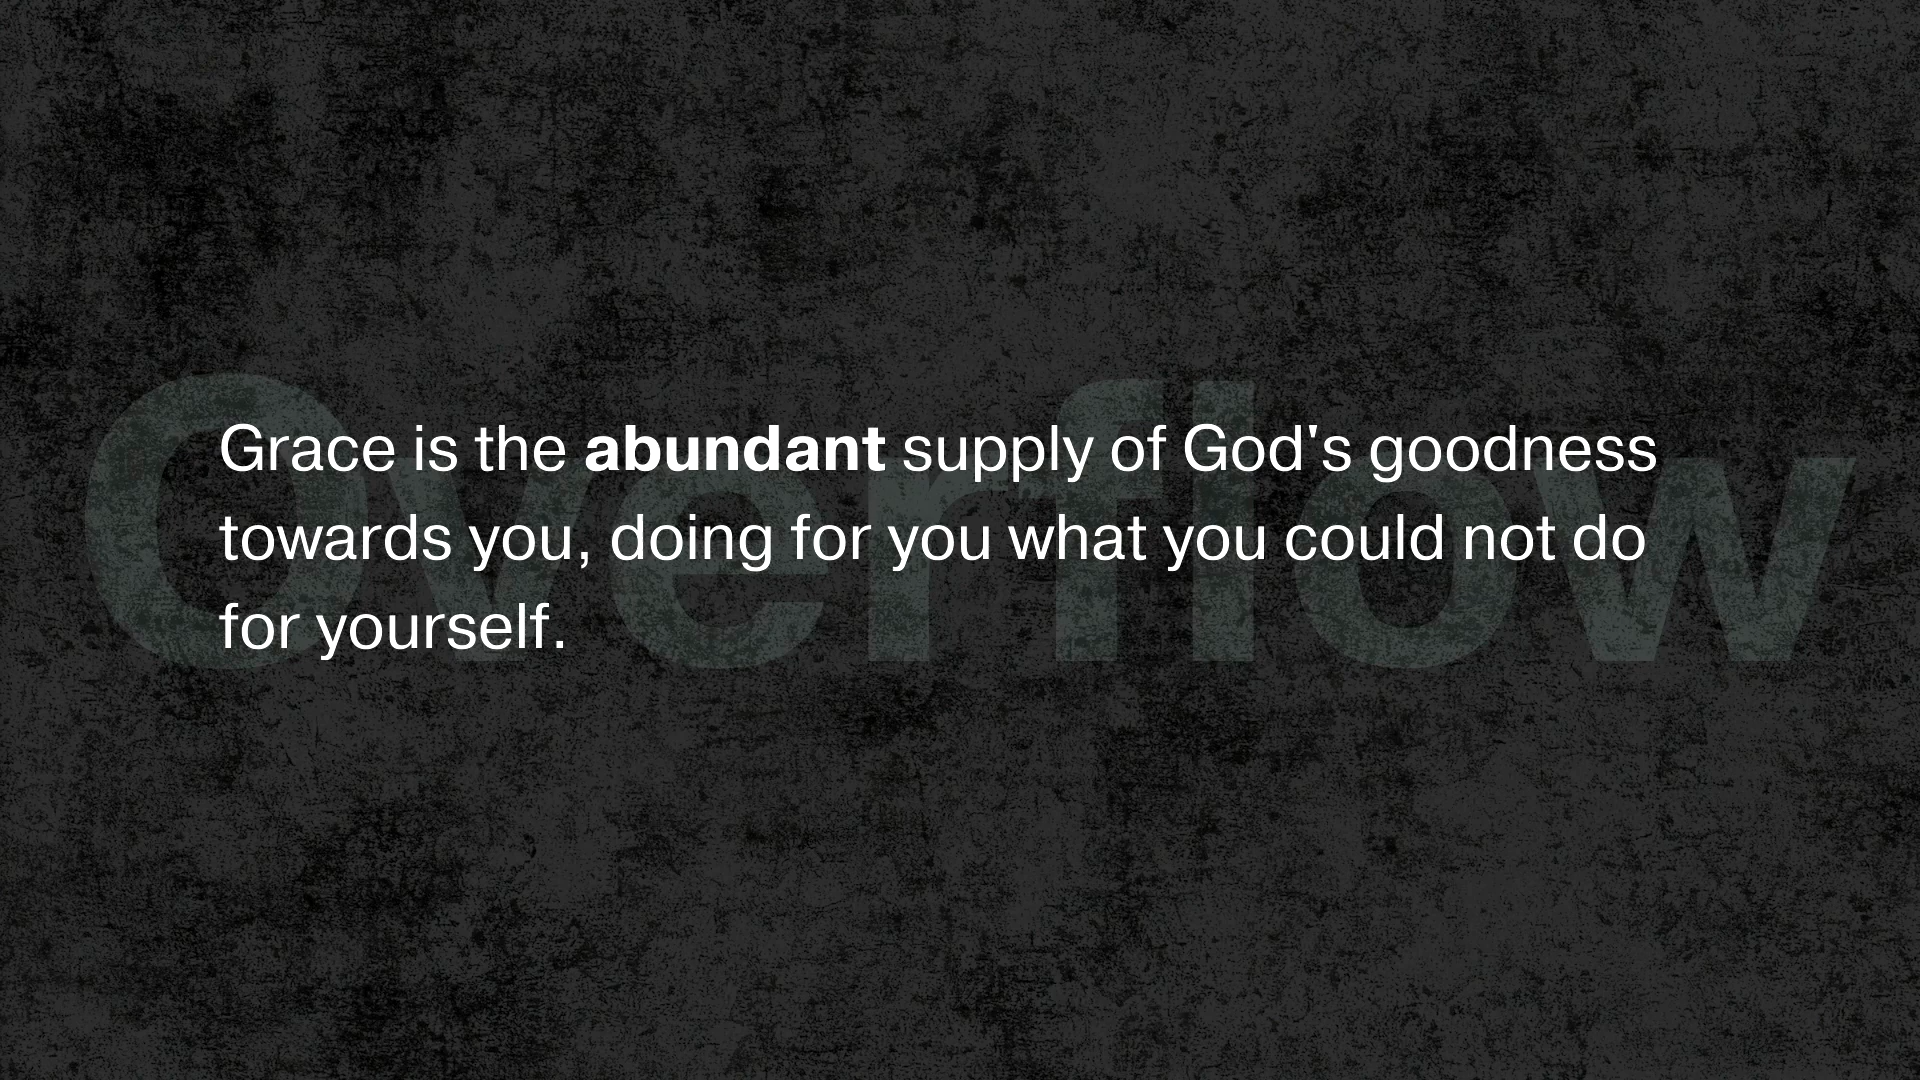 Overflow
Grace is the abundant supply of God's goodness
towards you, doing for you what you could not do
for yourself.